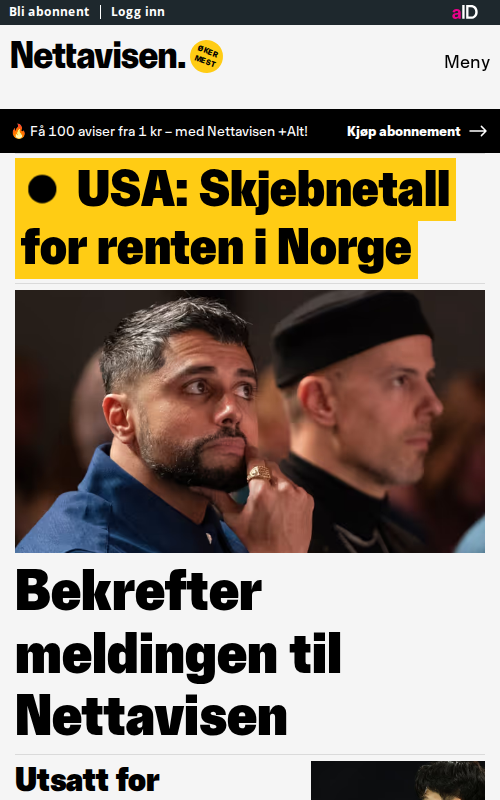 Bli abonnent | Logg inn
aID
Nettavisen.
ØKER
MEST
Meny
🔥 Få 100 aviser fra 1 kr – med Nettavisen +Alt!
Kjøp abonnement →
● USA: Skjebnetall
for renten i Norge
Bekrefter
meldingen til
Nettavisen
Utsatt for